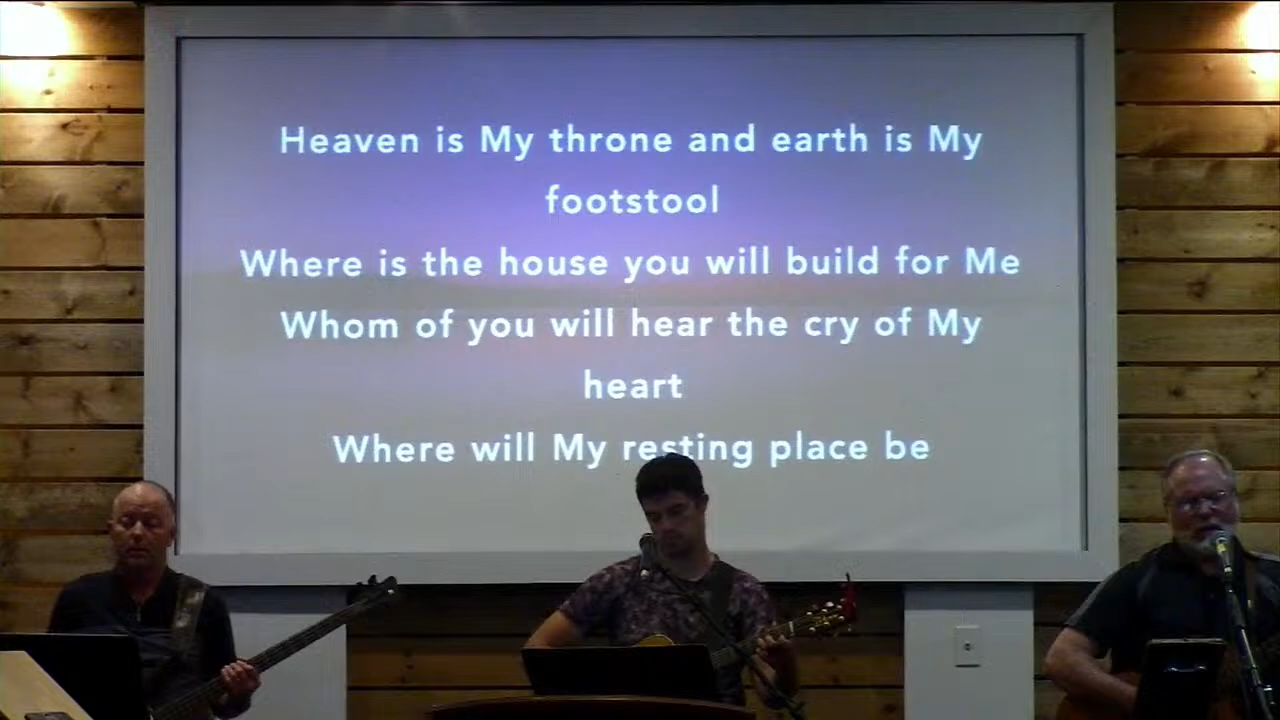 Heaven is My throne and earth is My
footstool
Where is the house you will build for Me
Whom of you will hear the cry of My
heart
Where will My resting place be